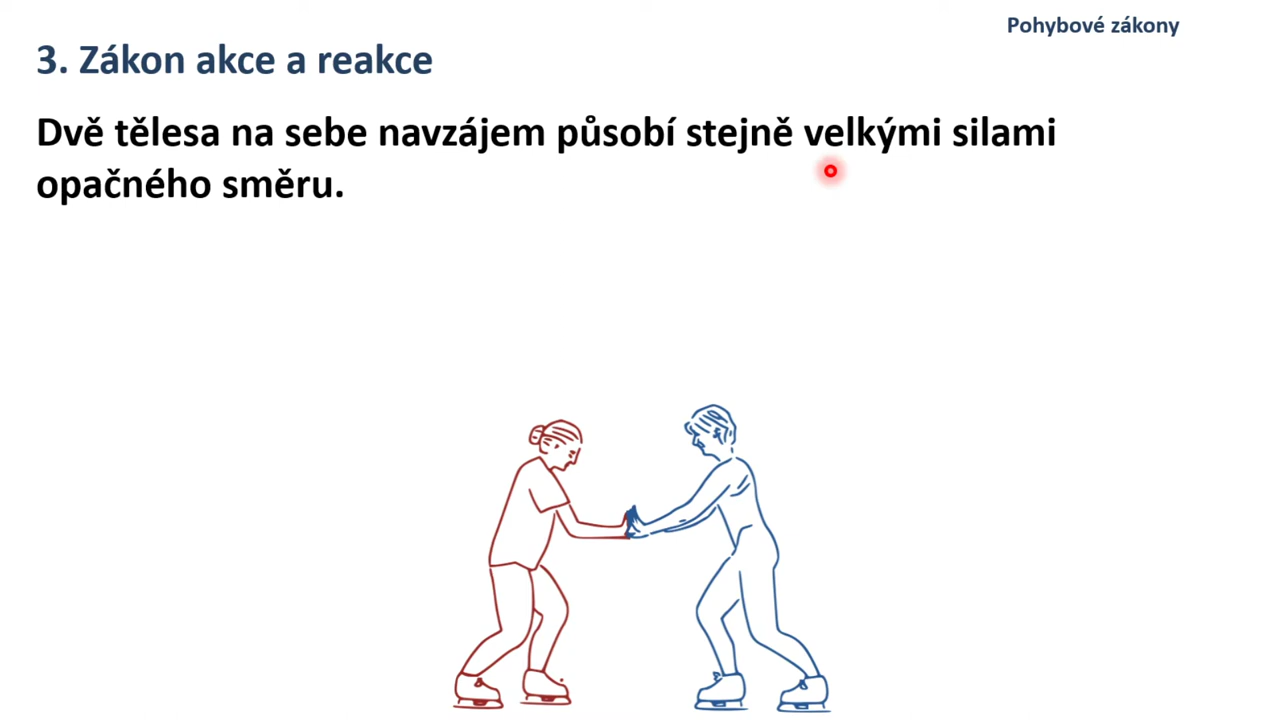 Pohybové zákony
3. Zákon akce a reakce
Dvě tělesa na sebe navzájem působí stejně velkými silami
opačného směru.